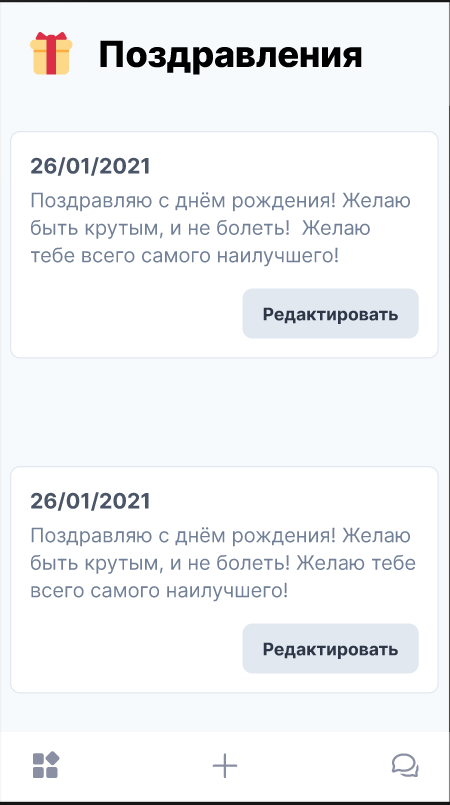 Поздравления
26/01/2021
Поздравляю с днём рождения! Желаю
быть крутым, и не болеть!  Желаю
тебе всего самого наилучшего!
Редактировать
26/01/2021
Поздравляю с днём рождения! Желаю
быть крутым, и не болеть! Желаю тебе
всего самого наилучшего!
Редактировать